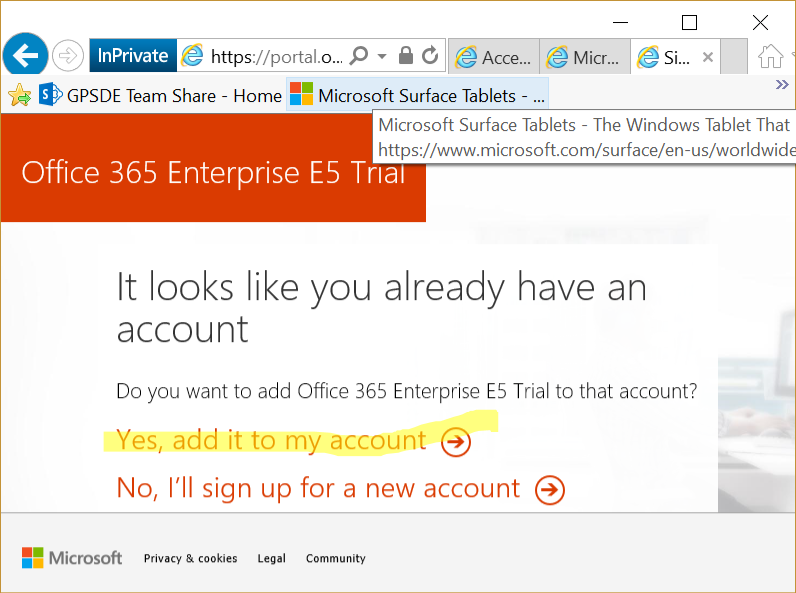 InPrivate
https://portal.o...
Acce...
Micr...
Si...
GPSDE Team Share - Home
Microsoft Surface Tablets - ...
Microsoft Surface Tablets - The Windows Tablet That
https://www.microsoft.com/surface/en-us/worldwide
Office 365 Enterprise E5 Trial
It looks like you already have an
account
Do you want to add Office 365 Enterprise E5 Trial to that account?
Yes, add it to my account
No, I'll sign up for a new account
Microsoft
Privacy & cookies
Legal
Community